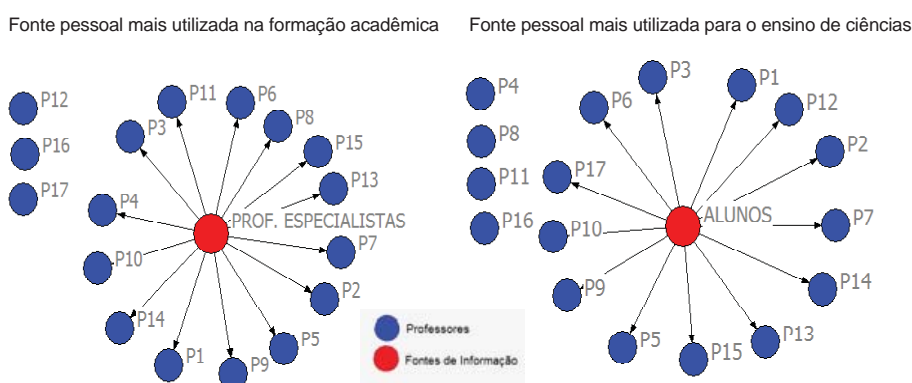 Fonte pessoal mais utilizada na formação acadêmica
P12
P16
P17
P11
P6
P3
P8
P15
P13
P4
PROF. ESPECIALISTAS
P7
P10
P2
P14
P5
P1
P9
Fonte pessoal mais utilizada para o ensino de ciências
P4
P8
P11
P16
P3
P1
P6
P12
P2
P17
ALUNOS
P7
P10
P9
P14
P5
P15
P13
Professores
Fontes de Informação